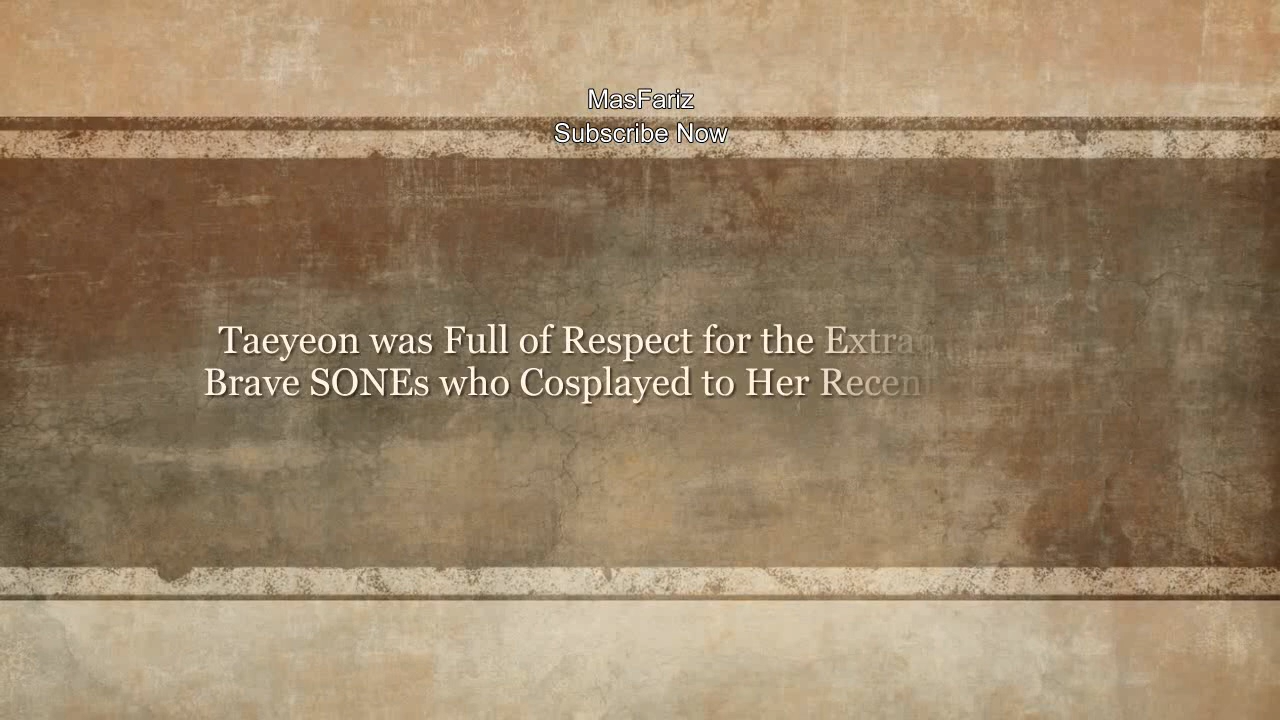 MasFariz
Subscribe Now
Taeyeon was Full of Respect for the
Brave SONEs who Cosplayed to Her